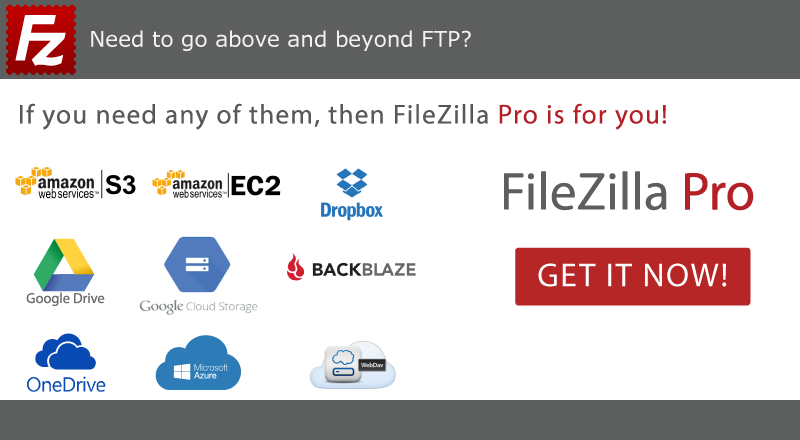 Fz
Need to go above and beyond FTP?
If you need any of them, then FileZilla Pro is for you!
amazon web services™ | S3
amazon web services™ | EC2
Dropbox
FileZilla Pro
Google Drive
Google Cloud Storage
BACKBLAZE
GET IT NOW!
OneDrive
Microsoft
Azure
WebDav